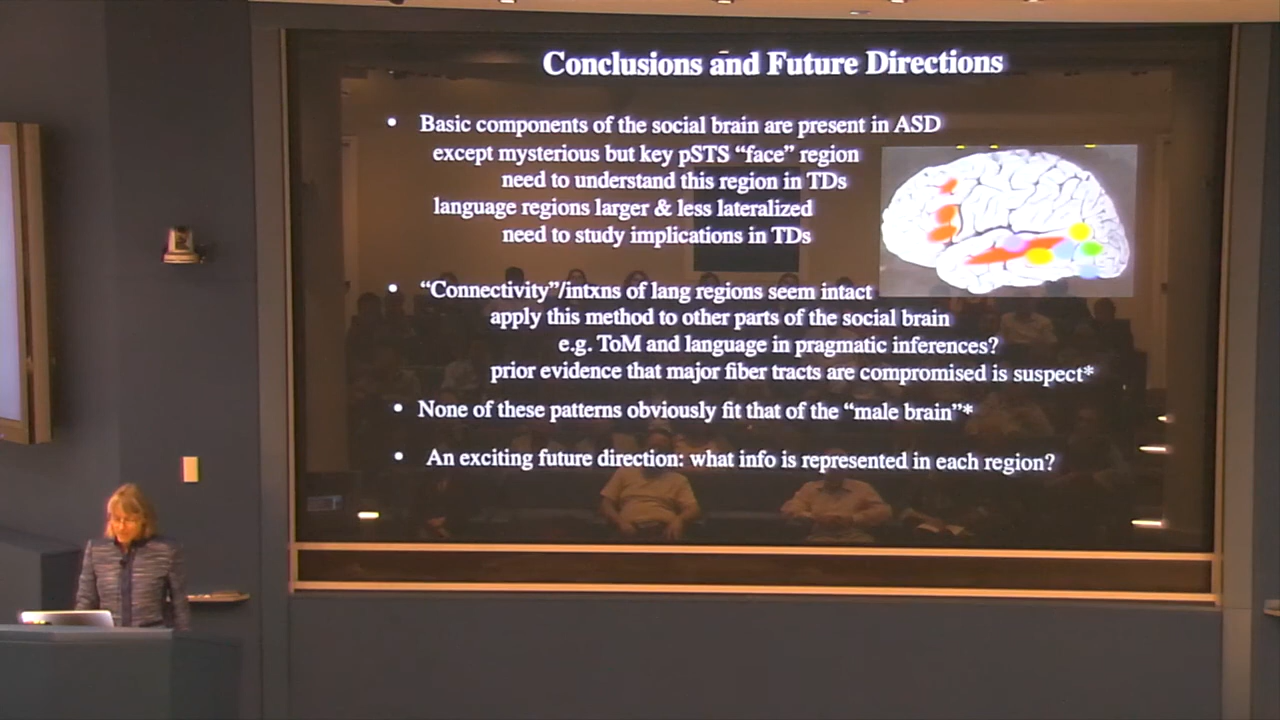 Conclusions and Future Directions
• Basic components of the social brain are present in ASD
except mysterious but key pSTS “face” region
need to understand this region in TDs
language regions larger & less lateralized
need to study implications in TDs
• “Connectivity”/intxns of lang regions seem intact
apply this method to other parts of the social brain
e.g. ToM and language in pragmatic inferences?
prior evidence that major fiber tracts are compromised is suspect*
• None of these patterns obviously fit that of the “male brain”*
• An exciting future direction: what info is represented in each region?